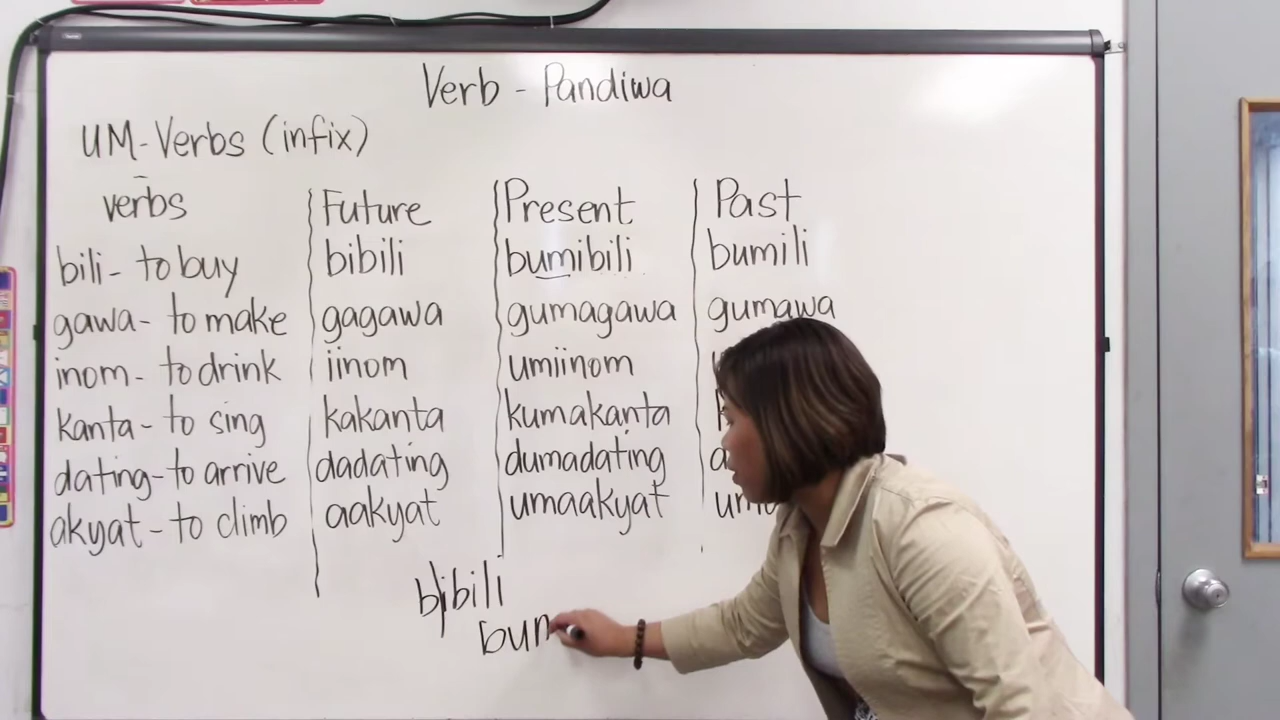 Verb - Pandiwa
UM-Verbs (infix)
verbs Future Present Past
bili - to buy bibili bumibili bumili
gawa - to make gagawa gumagawa gumawa
inom - to drink iinom umiinom
kanta - to sing kakanta kumakanta
dating - to arrive dadating dumadating
akyat - to climb aakyat umaakyat
b|ibili
bum